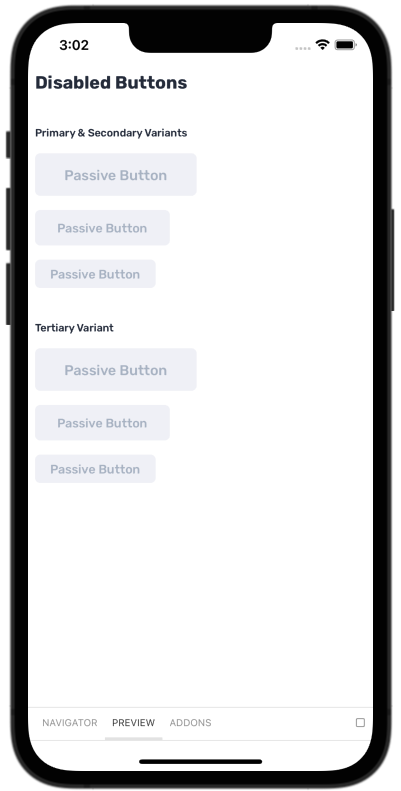 3:02
Disabled Buttons
Primary & Secondary Variants
Passive Button
Passive Button
Passive Button
Tertiary Variant
Passive Button
Passive Button
Passive Button
NAVIGATOR PREVIEW ADDONS